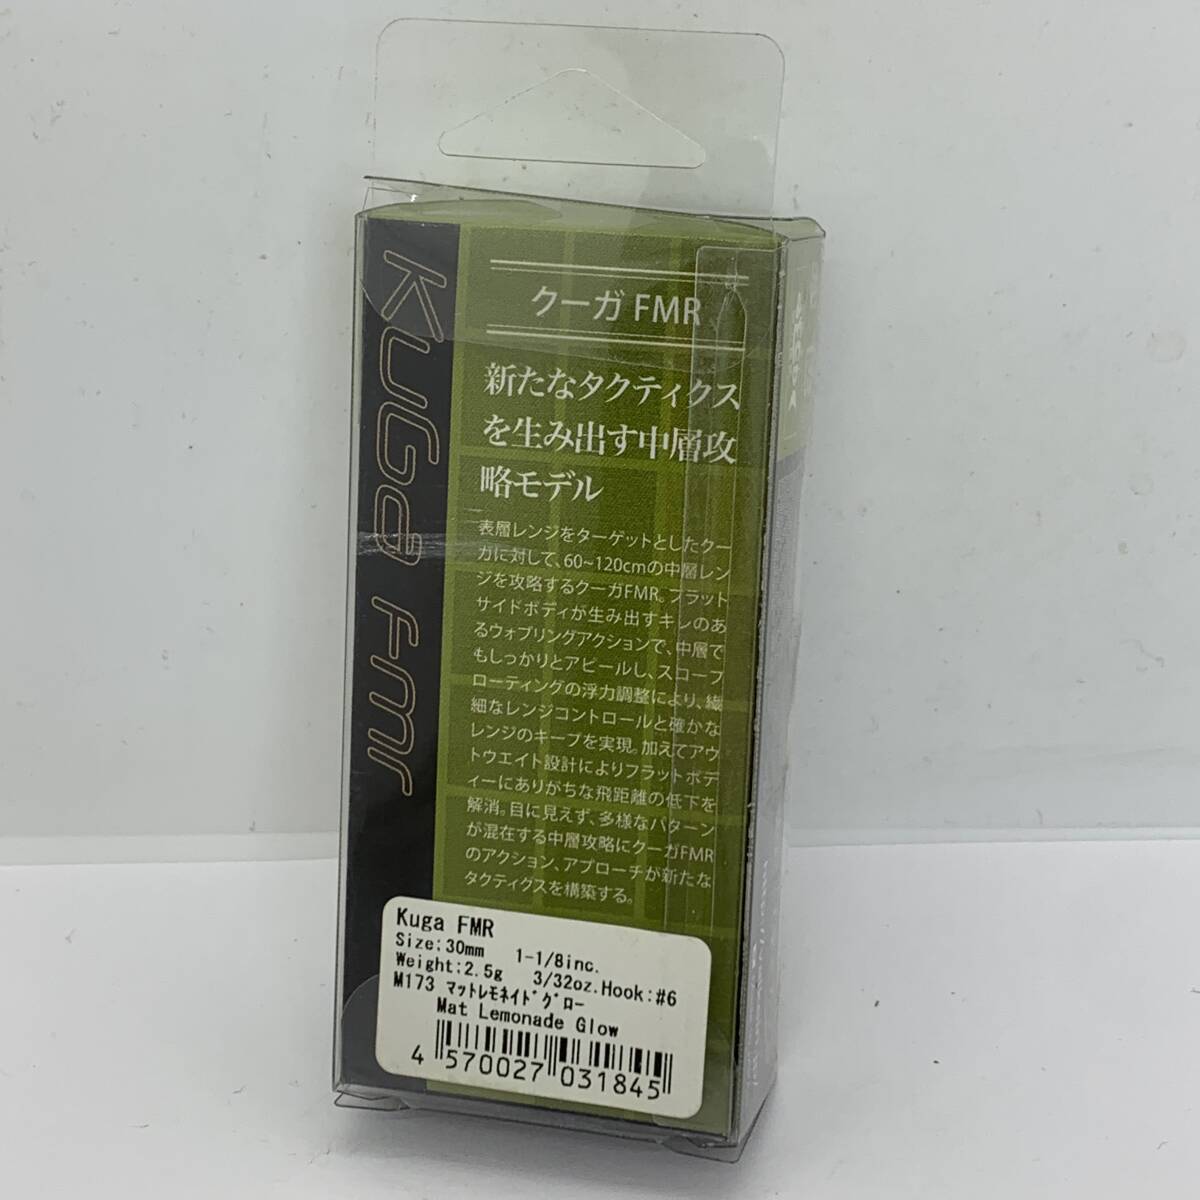 Kuga FMR
クーガ FMR
新たなタクティクス
を生み出す中層攻
略モデル
表層レンジをターゲットとしたクー
ガに対して、60~120cmの中層レン
ジを攻略するクーガFMR。フラット
サイドボディが生み出すキレのあ
るウォブリングアクションで、中層で
もしっかりとアピールし、スローフ
ローティングの浮力調整により、繊
細なレンジコントロールと確かな
レンジのキープを実現。加えてアウ
トウエイト設計によりフラットボデ
ィーにありがちな飛距離の低下を
解消。目に見えず、多様なパターン
が混在する中層攻略にクーガFMR
のアクション、アプローチが新たな
タクティクスを構築する。
Kuga FMR
Size:30mm 1-1/8inc.
Weight:2.5g 3/32oz.Hook:#6
M173 ﾏｯﾄﾚﾓﾈｲﾄﾞｸﾞﾛｰ
Mat Lemonade Glow
4 570027 031845